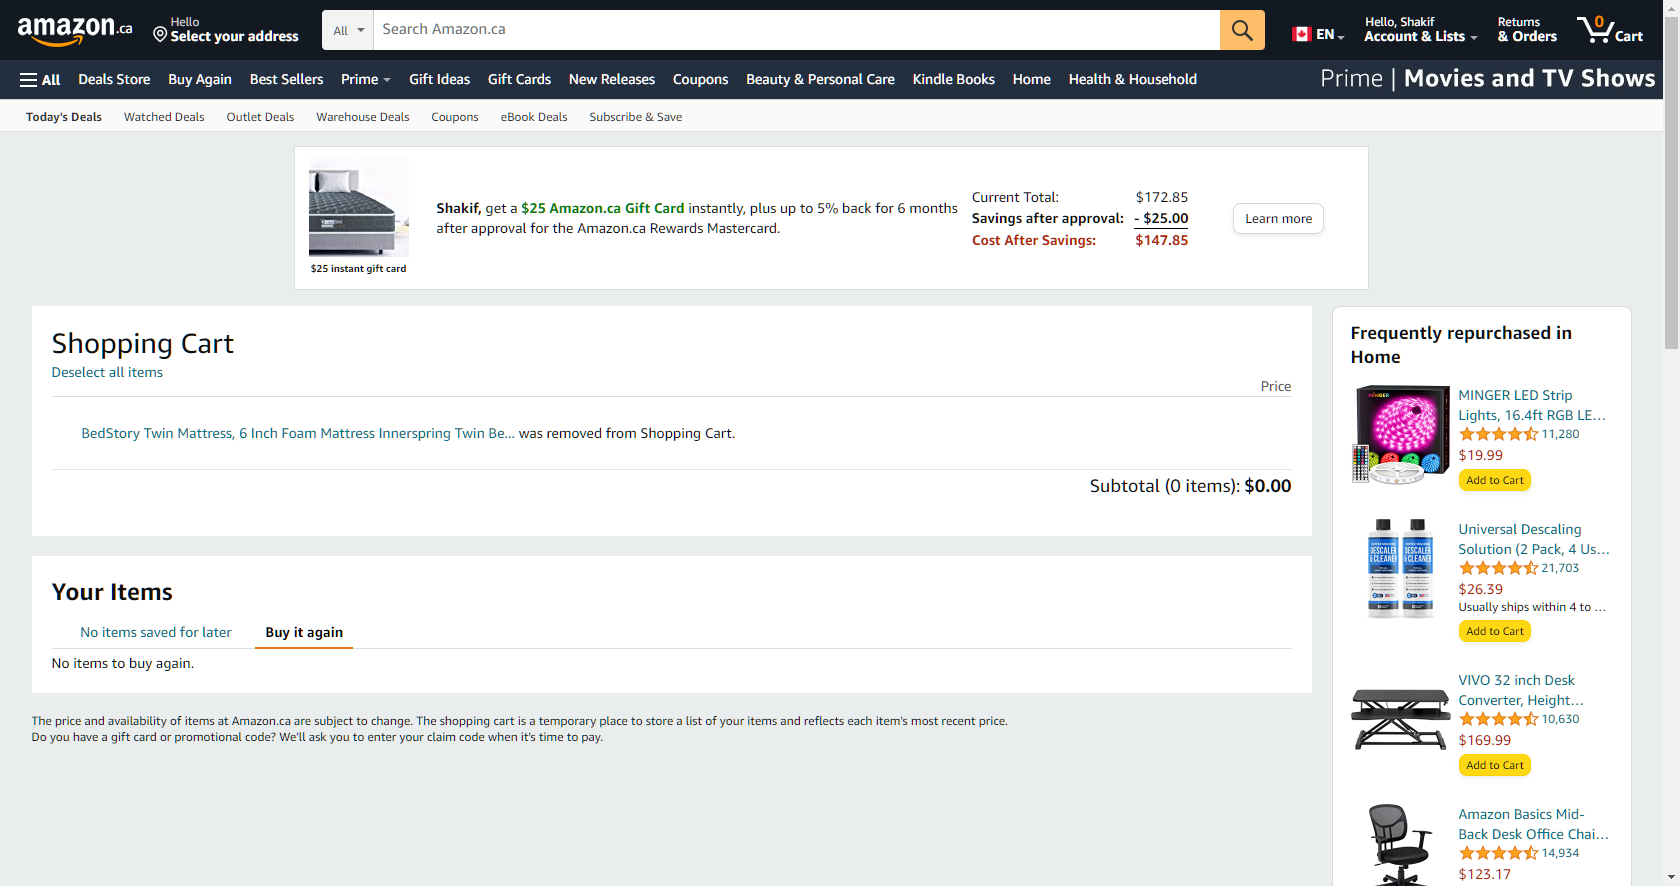 amazon.ca
Hello
Select your address
All
Search Amazon.ca
EN
Hello, Shakif
Account & Lists
Returns
& Orders
0
Cart
All
Deals Store
Buy Again
Best Sellers
Prime
Gift Ideas
Gift Cards
New Releases
Coupons
Beauty & Personal Care
Kindle Books
Home
Health & Household
Prime | Movies and TV Shows
Today's Deals
Watched Deals
Outlet Deals
Warehouse Deals
Coupons
eBook Deals
Subscribe & Save
$25 instant gift card
Shakif, get a $25 Amazon.ca Gift Card instantly, plus up to 5% back for 6 months
after approval for the Amazon.ca Rewards Mastercard.
Current Total: $172.85
Savings after approval: - $25.00
Cost After Savings: $147.85
Learn more
Shopping Cart
Deselect all items
Price
BedStory Twin Mattress, 6 Inch Foam Mattress Innerspring Twin Be... was removed from Shopping Cart.
Subtotal (0 items): $0.00
Your Items
No items saved for later
Buy it again
No items to buy again.
The price and availability of items at Amazon.ca are subject to change. The shopping cart is a temporary place to store a list of your items and reflects each item's most recent price.
Do you have a gift card or promotional code? We'll ask you to enter your claim code when it's time to pay.
Frequently repurchased in
Home
MINGER
MINGER LED Strip
Lights, 16.4ft RGB LE...
11,280
$19.99
Add to Cart
DESCALER
& CLEANER
DESCALER
& CLEANER
Universal Descaling
Solution (2 Pack, 4 Us...
21,703
$26.39
Usually ships within 4 to ...
Add to Cart
VIVO 32 inch Desk
Converter, Height...
10,630
$169.99
Add to Cart
Amazon Basics Mid-
Back Desk Office Chai...
14,934
$123.17